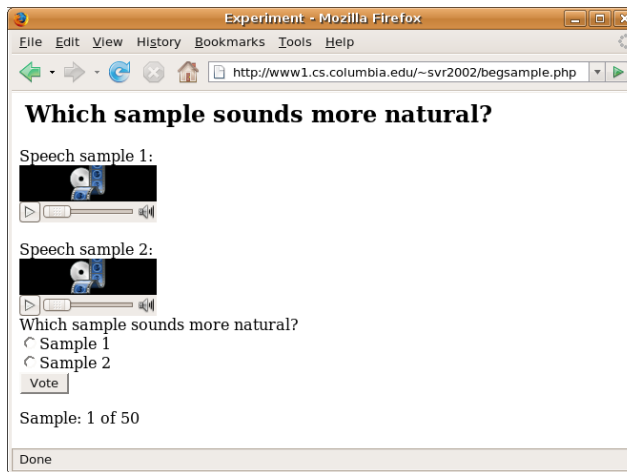 Experiment - Mozilla Firefox
File Edit View History Bookmarks Tools Help
http://www1.cs.columbia.edu/~svr2002/begsample.php
Which sample sounds more natural?
Speech sample 1:
Speech sample 2:
Which sample sounds more natural?
Sample 1
Sample 2
Vote
Sample: 1 of 50
Done